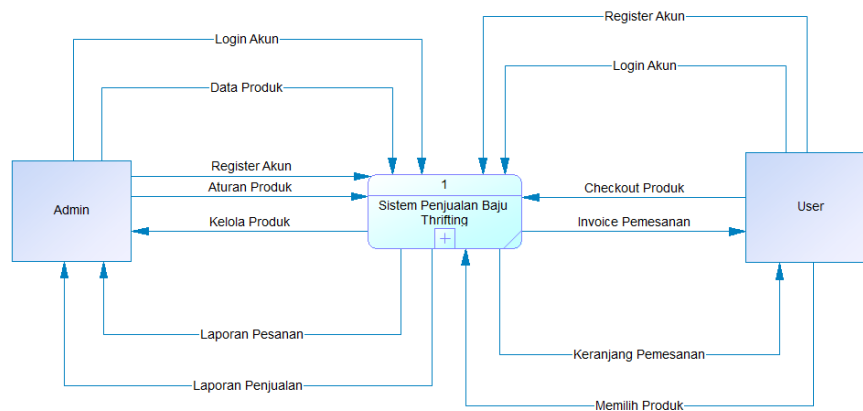 Register Akun
Login Akun
Login Akun
Data Produk
Register Akun
Aturan Produk
Kelola Produk
Admin
1
Sistem Penjualan Baju
Thrifting
Checkout Produk
Invoice Pemesanan
User
Laporan Pesanan
Keranjang Pemesanan
Laporan Penjualan
Memilih Produk